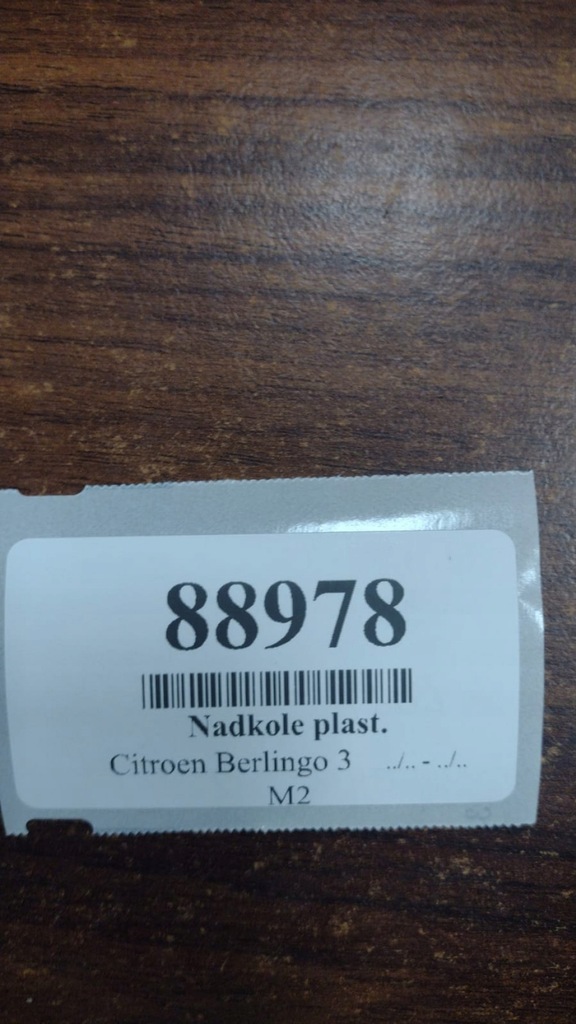 88978
Nadkole plast.
Citroen Berlingo 3 ../.. - ../..
M2